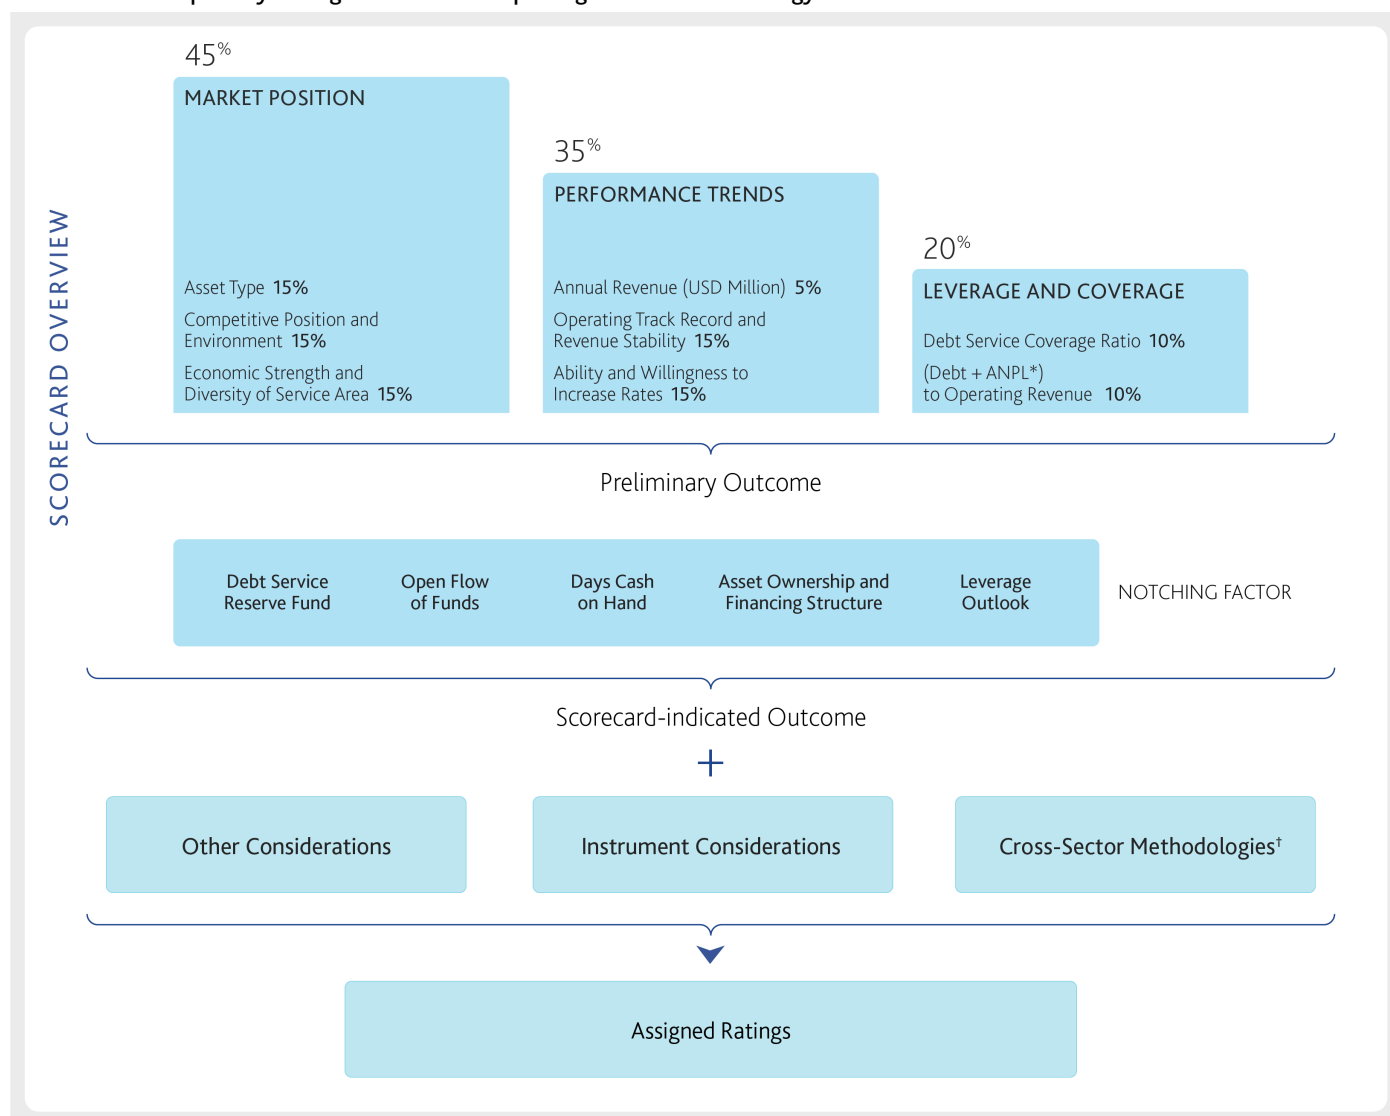 SCORECARD OVERVIEW
45%
MARKET POSITION
Asset Type 15%
Competitive Position and
Environment 15%
Economic Strength and
Diversity of Service Area 15%
35%
PERFORMANCE TRENDS
Annual Revenue (USD Million) 5%
Operating Track Record and
Revenue Stability 15%
Ability and Willingness to
Increase Rates 15%
20%
LEVERAGE AND COVERAGE
Debt Service Coverage Ratio 10%
(Debt + ANPL*)
to Operating Revenue 10%
Preliminary Outcome
Debt Service
Reserve Fund
Open Flow
of Funds
Days Cash
on Hand
Asset Ownership and
Financing Structure
Leverage
Outlook
NOTCHING FACTOR
Scorecard-indicated Outcome
+
Other Considerations
Instrument Considerations
Cross-Sector Methodologies†
Assigned Ratings